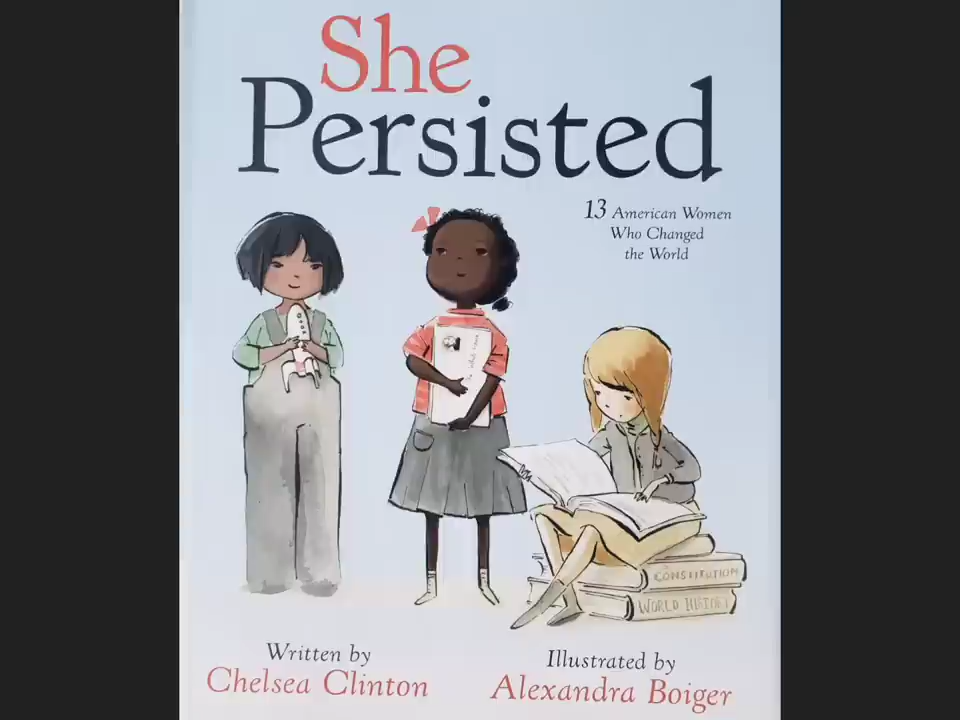 She
Persisted
13 American Women
Who Changed
the World
CONSTITUTION
WORLD HISTORY
Written by
Chelsea Clinton
Illustrated by
Alexandra Boiger